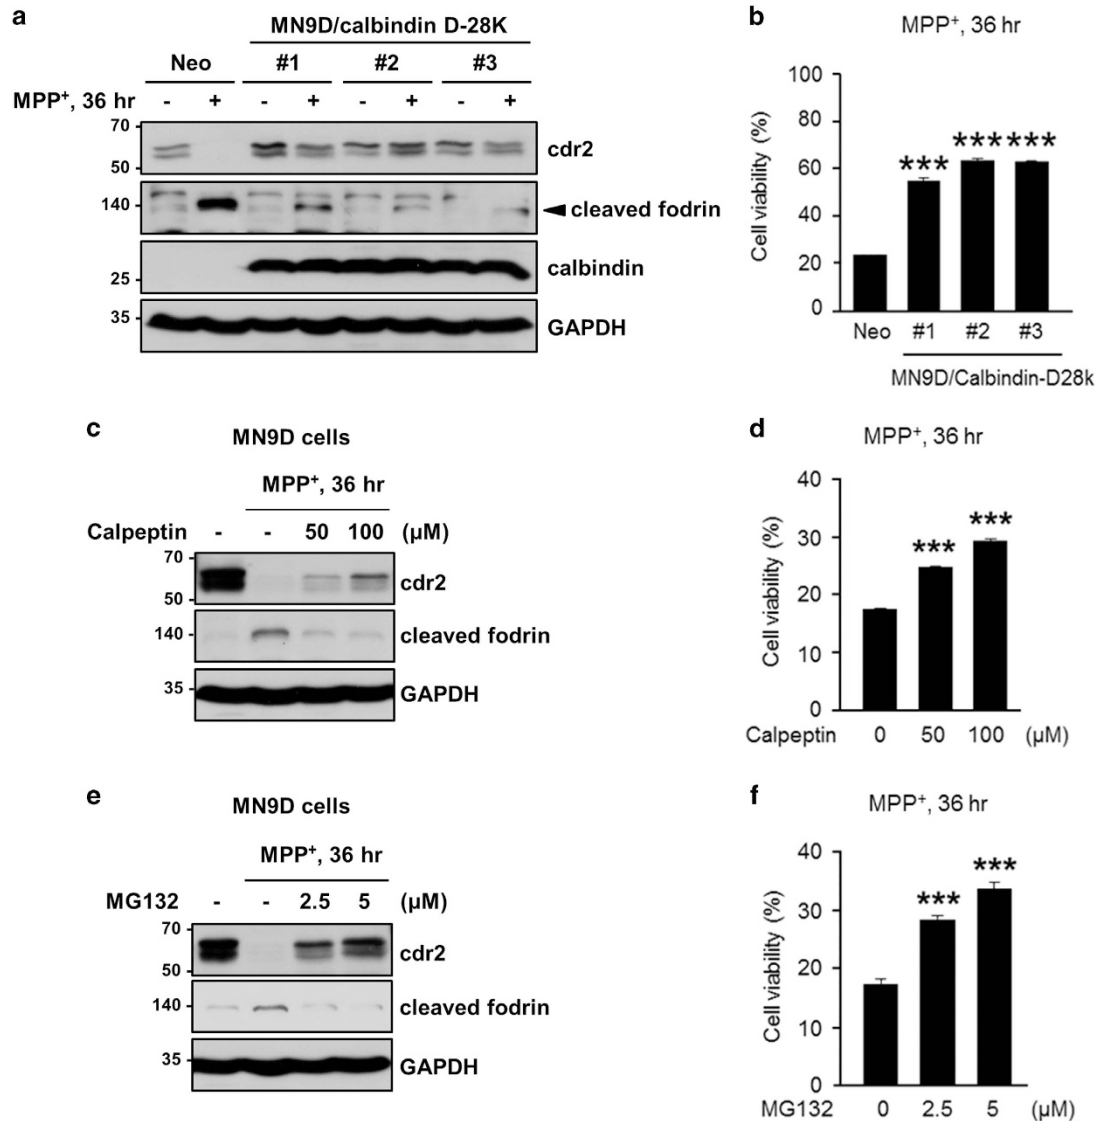 a
MN9D/calbindin D-28K
Neo #1 #2 #3
MPP⁺, 36 hr - + - + - + - +
70
50
cdr2
140
cleaved fodrin
25
calbindin
35
GAPDH
b
MPP⁺, 36 hr
Cell viability (%)
100
80
60
40
20
0
*** *** ***
Neo #1 #2 #3
MN9D/Calbindin-D28k
c
MN9D cells
MPP⁺, 36 hr
Calpeptin - - 50 100 (µM)
70
50
cdr2
140
cleaved fodrin
35
GAPDH
d
MPP⁺, 36 hr
Cell viability (%)
40
30
20
10
0
*** ***
Calpeptin 0 50 100 (µM)
e
MN9D cells
MPP⁺, 36 hr
MG132 - - 2.5 5 (µM)
70
50
cdr2
140
cleaved fodrin
35
GAPDH
f
MPP⁺, 36 hr
Cell viability (%)
40
30
20
10
0
*** ***
MG132 0 2.5 5 (µM)